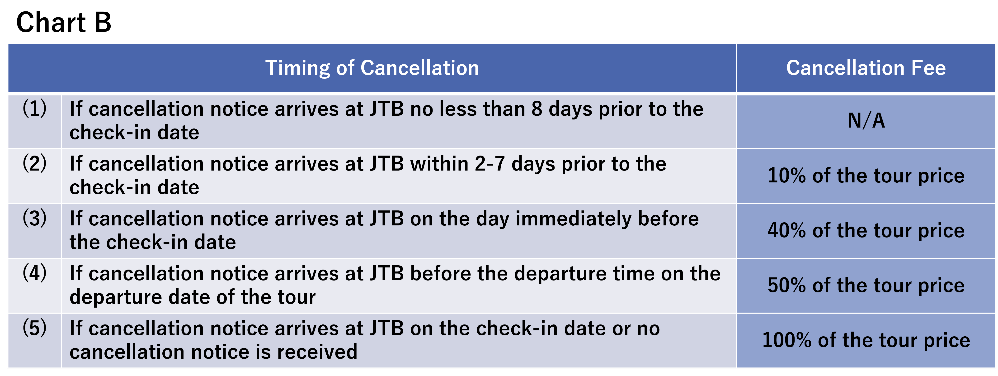 Chart B
Timing of Cancellation
Cancellation Fee
(1) If cancellation notice arrives at JTB no less than 8 days prior to the
check-in date
N/A
(2) If cancellation notice arrives at JTB within 2-7 days prior to the
check-in date
10% of the tour price
(3) If cancellation notice arrives at JTB on the day immediately before
the check-in date
40% of the tour price
(4) If cancellation notice arrives at JTB before the departure time on the
departure date of the tour
50% of the tour price
(5) If cancellation notice arrives at JTB on the check-in date or no
cancellation notice is received
100% of the tour price